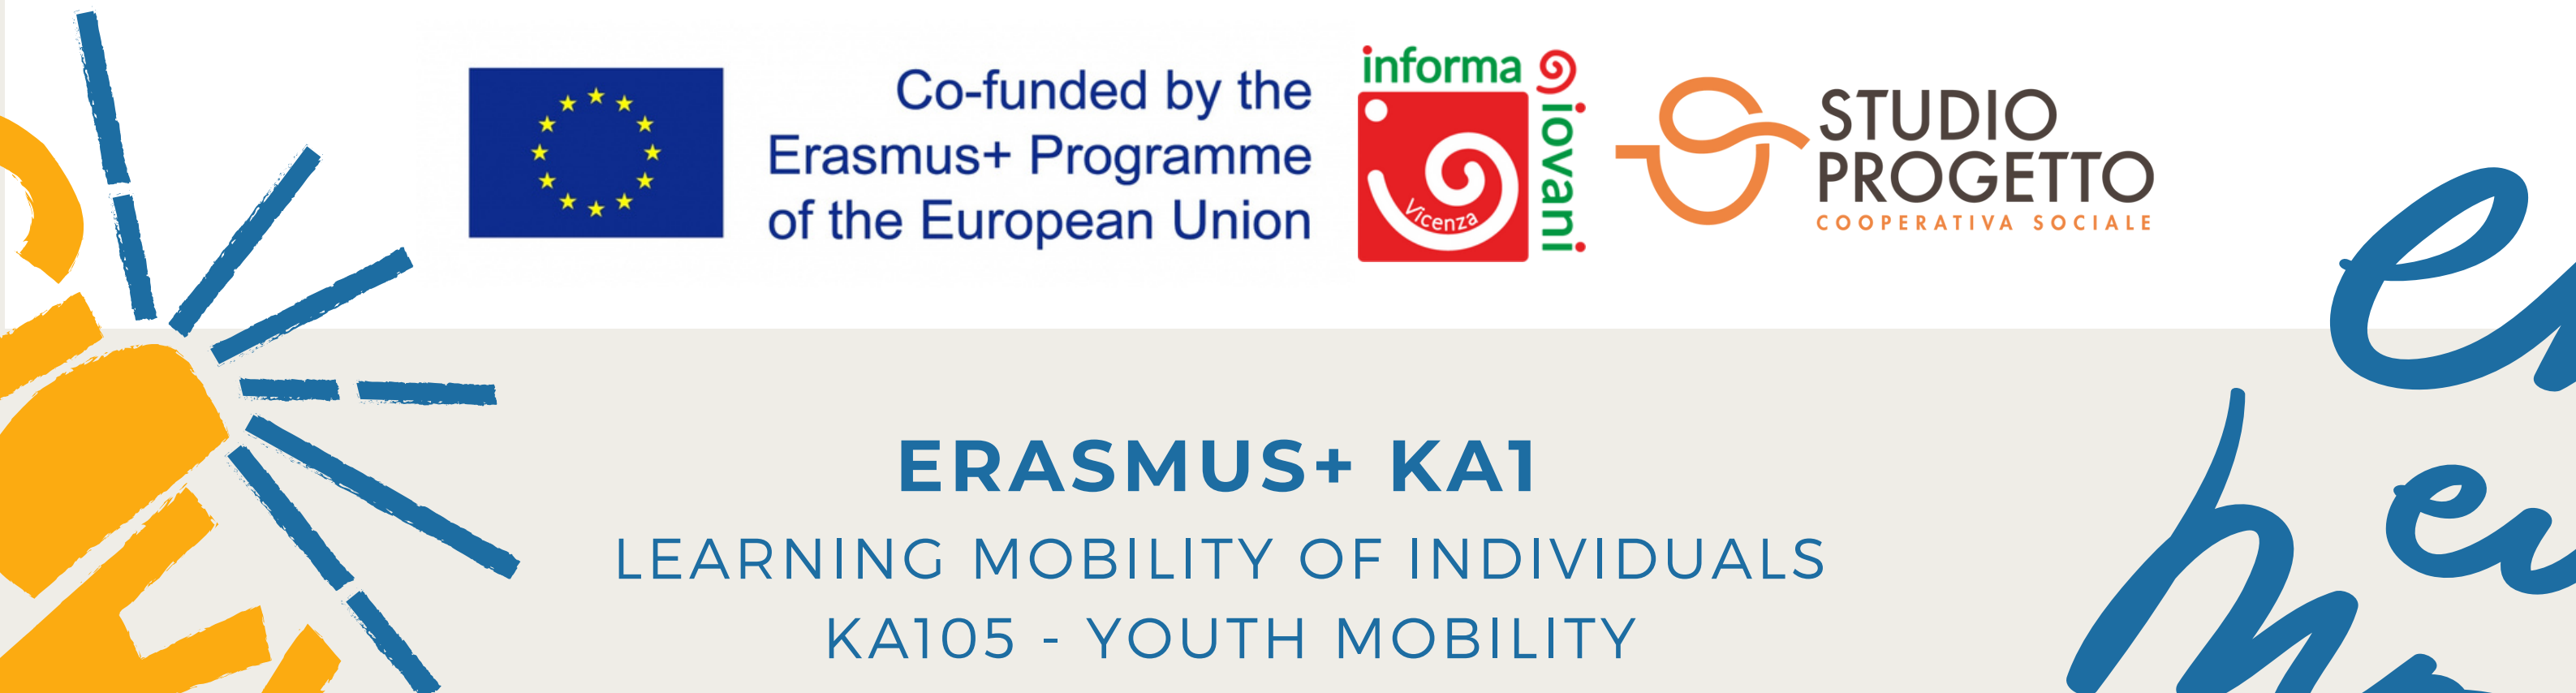 Co-funded by the
Erasmus+ Programme
of the European Union
informa
giovani
Vicenza
STUDIO
PROGETTO
COOPERATIVA SOCIALE
ERASMUS+ KA1
LEARNING MOBILITY OF INDIVIDUALS
KA105 - YOUTH MOBILITY